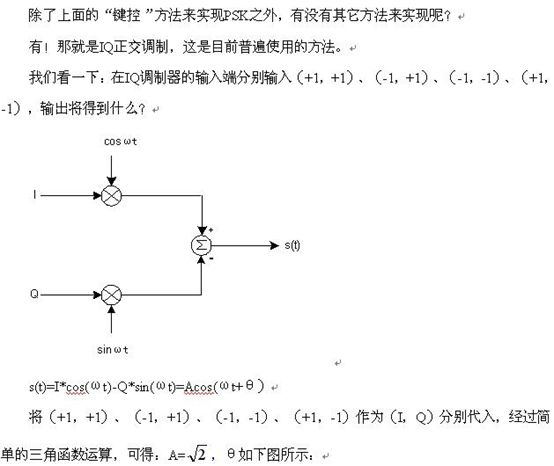 除了上面的“键控”方法来实现PSK之外，有没有其它方法来实现呢？
有！那就是IQ正交调制，这是目前普遍使用的方法。
我们看一下：在IQ调制器的输入端分别输入（+1，+1）、（-1，+1）、（-1，-1）、（+1，
-1），输出将得到什么？
cosωt
I
+
Σ
s(t)
-
Q
sinωt
s(t)=I*cos(ωt)-Q*sin(ωt)=Acos(ωt+θ)
将（+1，+1）、（-1，+1）、（-1，-1）、（+1，-1）作为（I，Q）分别代入，经过简
单的三角函数运算，可得：A=√2，θ如下图所示：